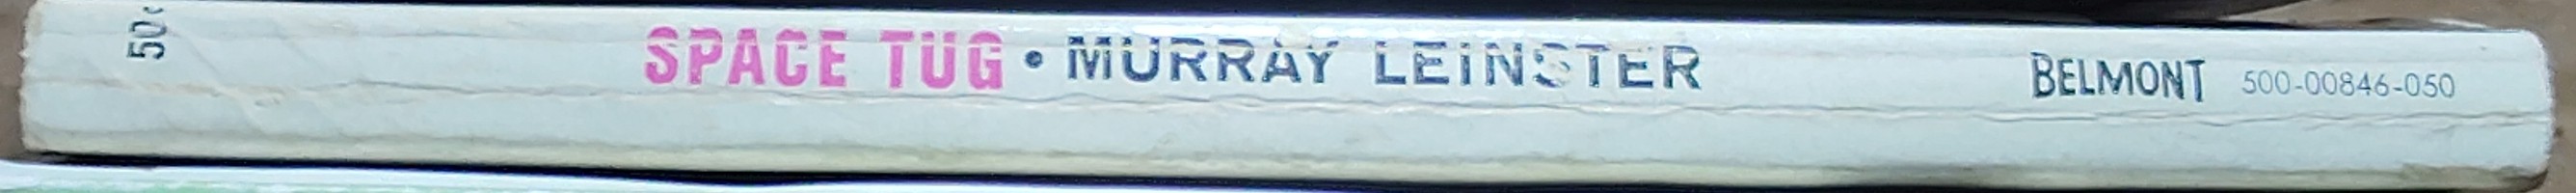 50¢
SPACE TUG • MURRAY LEINSTER
BELMONT 500-00846-050